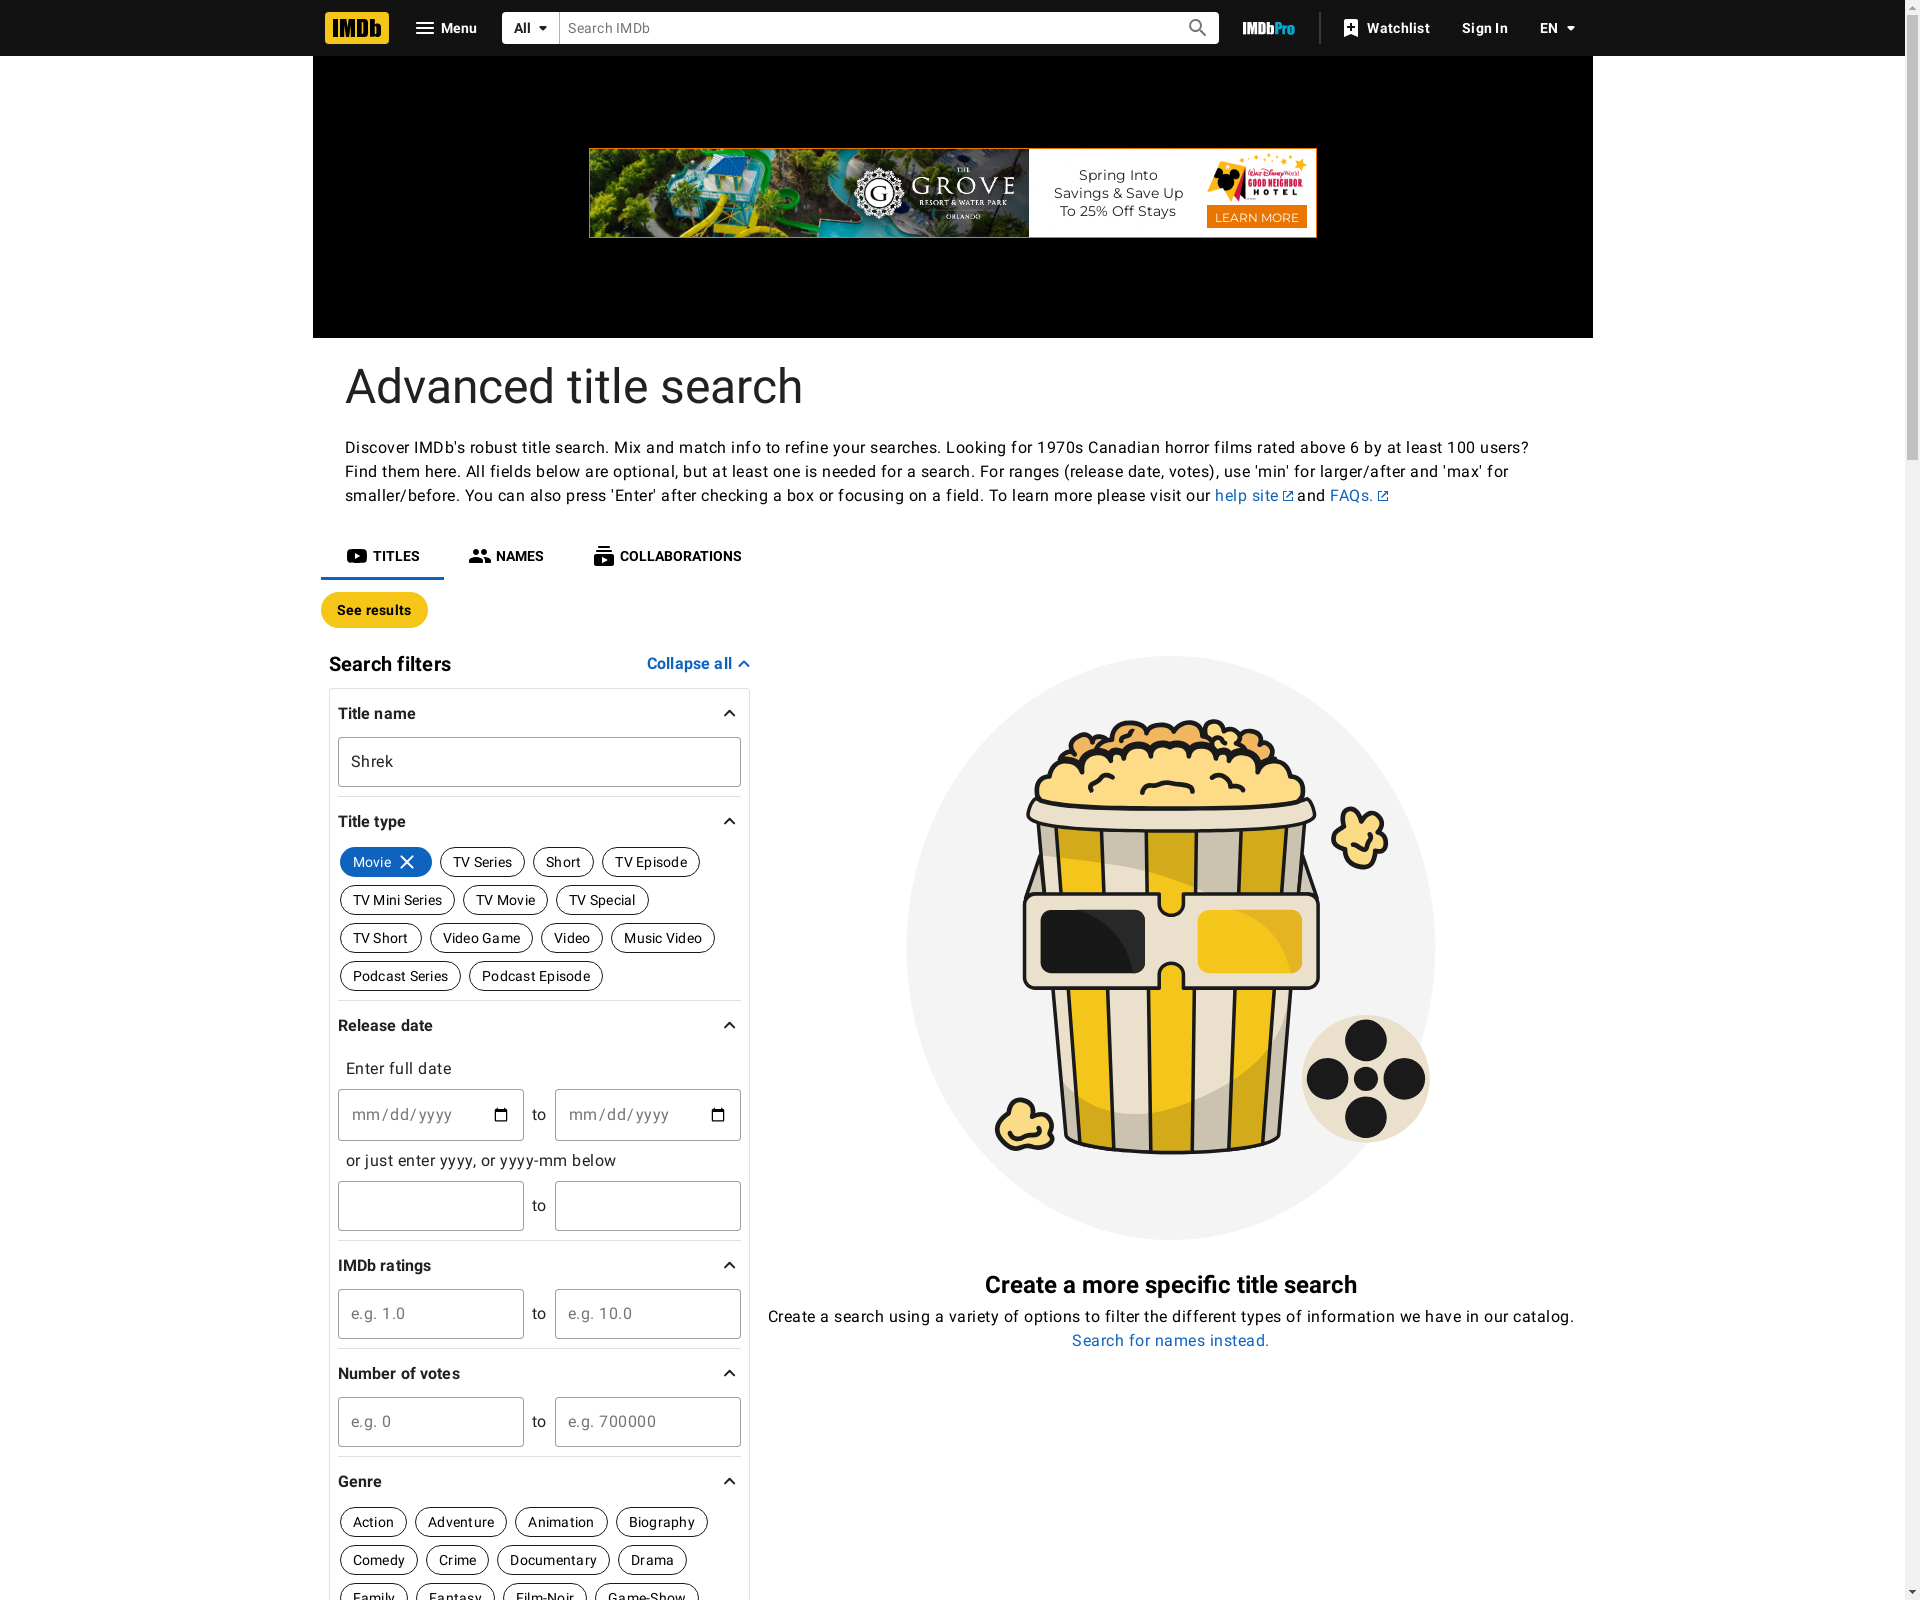 IMDb
Menu
All
Search IMDb
IMDbPro
Watchlist
Sign In
EN
THE
GROVE
RESORT & WATER PARK
ORLANDO
G
Spring Into
Savings & Save Up
To 25% Off Stays
Walt Disney World
GOOD NEIGHBOR
HOTEL
LEARN MORE
Advanced title search
Discover IMDb's robust title search. Mix and match info to refine your searches. Looking for 1970s Canadian horror films rated above 6 by at least 100 users?
Find them here. All fields below are optional, but at least one is needed for a search. For ranges (release date, votes), use 'min' for larger/after and 'max' for
smaller/before. You can also press 'Enter' after checking a box or focusing on a field. To learn more please visit our help site and FAQs.
TITLES
NAMES
COLLABORATIONS
See results
Search filters
Collapse all
Title name
Shrek
Title type
Movie
TV Series
Short
TV Episode
TV Mini Series
TV Movie
TV Special
TV Short
Video Game
Video
Music Video
Podcast Series
Podcast Episode
Release date
Enter full date
mm/dd/yyyy
to
mm/dd/yyyy
or just enter yyyy, or yyyy-mm below
to
IMDb ratings
e.g. 1.0
to
e.g. 10.0
Number of votes
e.g. 0
to
e.g. 700000
Genre
Action
Adventure
Animation
Biography
Comedy
Crime
Documentary
Drama
Family
Fantasy
Film-Noir
Game-Show
Create a more specific title search
Create a search using a variety of options to filter the different types of information we have in our catalog.
Search for names instead.